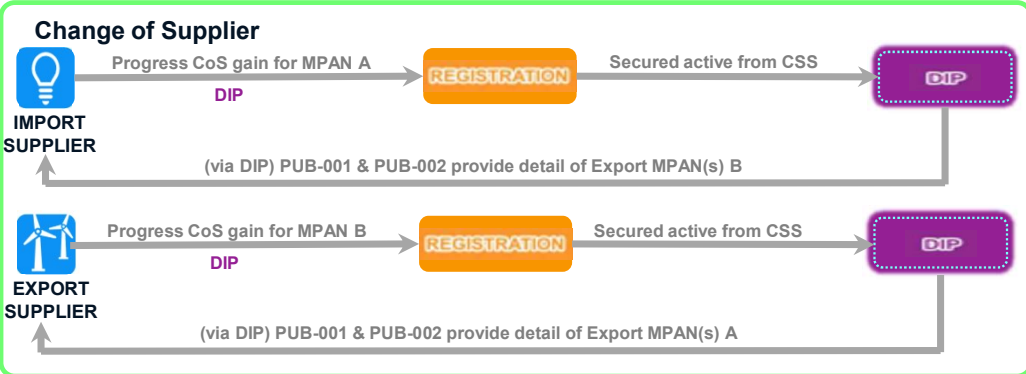 Change of Supplier
Progress CoS gain for MPAN A
DIP
REGISTRATION
Secured active from CSS
DIP
IMPORT
SUPPLIER
(via DIP) PUB-001 & PUB-002 provide detail of Export MPAN(s) B
Progress CoS gain for MPAN B
DIP
REGISTRATION
Secured active from CSS
DIP
EXPORT
SUPPLIER
(via DIP) PUB-001 & PUB-002 provide detail of Export MPAN(s) A